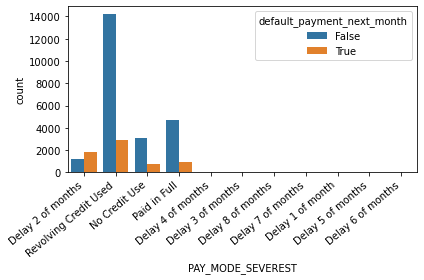 default_payment_next_month
False
True
14000
12000
10000
8000
6000
4000
2000
0
count
Delay 2 of months
Revolving Credit Used
No Credit Use
Paid in Full
Delay 4 of months
Delay 3 of months
Delay 8 of months
Delay 7 of months
Delay 1 of month
Delay 5 of months
Delay 6 of months
PAY_MODE_SEVEREST